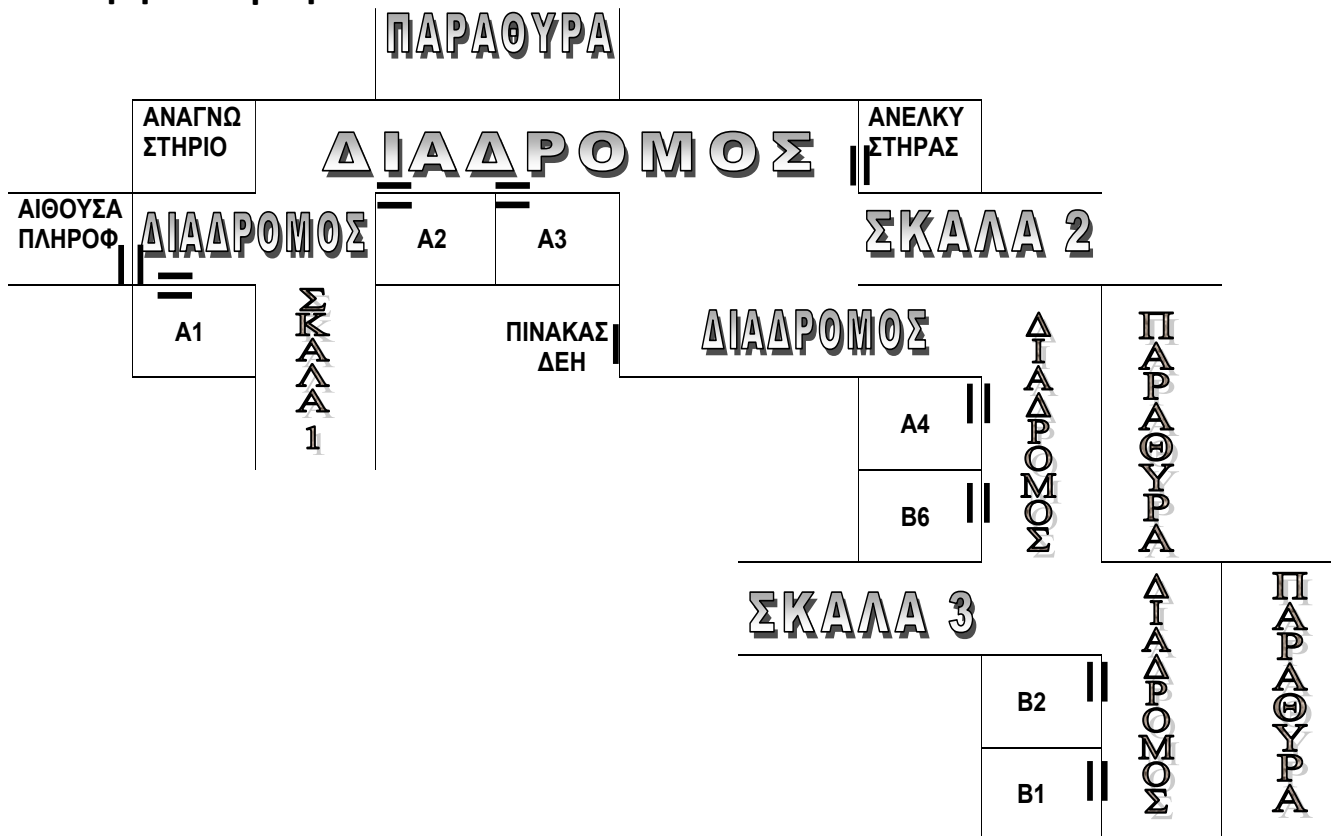 ΠΑΡΑΘΥΡΑ
ΑΝΑΓΝΩ
ΣΤΗΡΙΟ
ΔΙΑΔΡΟΜΟΣ
ΑΝΕΛΚΥ
ΣΤΗΡΑΣ
ΑΙΘΟΥΣΑ
ΠΛΗΡΟΦ
ΔΙΑΔΡΟΜΟΣ
Α2
Α3
ΣΚΑΛΑ 2
Α1
ΣΚΑΛΑ 1
ΠΙΝΑΚΑΣ
ΔΕΗ
ΔΙΑΔΡΟΜΟΣ
ΔΙΑΔΡΟΜΟΣ
ΠΑΡΑΘΥΡΑ
Α4
Β6
ΣΚΑΛΑ 3
ΔΙΑΔΡΟΜΟΣ
ΠΑΡΑΘΥΡΑ
Β2
Β1